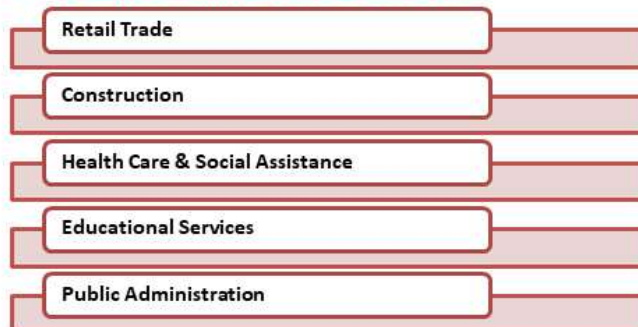 Retail Trade
Construction
Health Care & Social Assistance
Educational Services
Public Administration